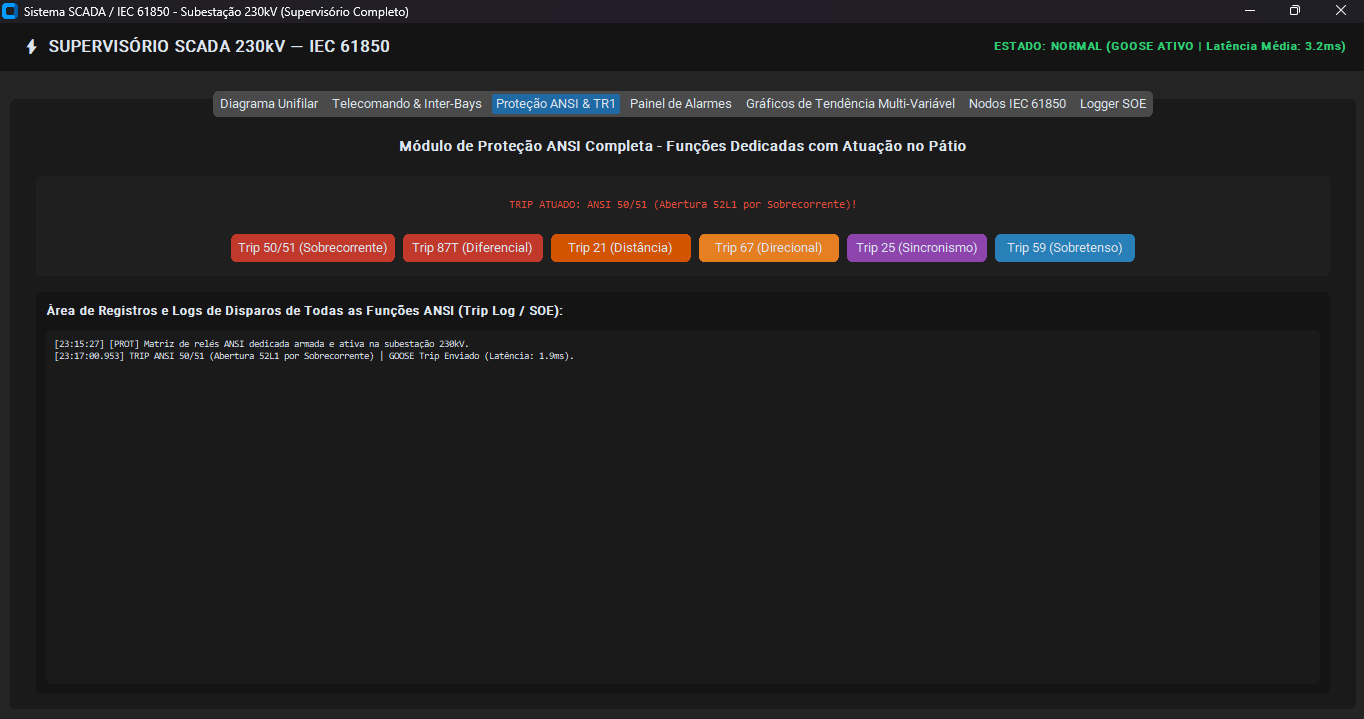 Sistema SCADA / IEC 61850 - Subestação 230kV (Supervisório Completo)
SUPERVISÓRIO SCADA 230kV — IEC 61850
ESTADO: NORMAL (GOOSE ATIVO | Latência Média: 3.2ms)
Diagrama Unifilar Telecomando & Inter-Bays Proteção ANSI & TR1 Painel de Alarmes Gráficos de Tendência Multi-Variável Nodos IEC 61850 Logger SOE
Módulo de Proteção ANSI Completa - Funções Dedicadas com Atuação no Pátio
TRIP ATUADO: ANSI 50/51 (Abertura 52L1 por Sobrecorrente)!
Trip 50/51 (Sobrecorrente) Trip 87T (Diferencial) Trip 21 (Distância) Trip 67 (Direcional) Trip 25 (Sincronismo) Trip 59 (Sobretenso)
Área de Registros e Logs de Disparos de Todas as Funções ANSI (Trip Log / SOE):
[23:15:27] [PROT] Matriz de relés ANSI dedicada armada e ativa na subestação 230kV.
[23:17:00.953] TRIP ANSI 50/51 (Abertura 52L1 por Sobrecorrente) | GOOSE Trip Enviado (Latência: 1.9ms).